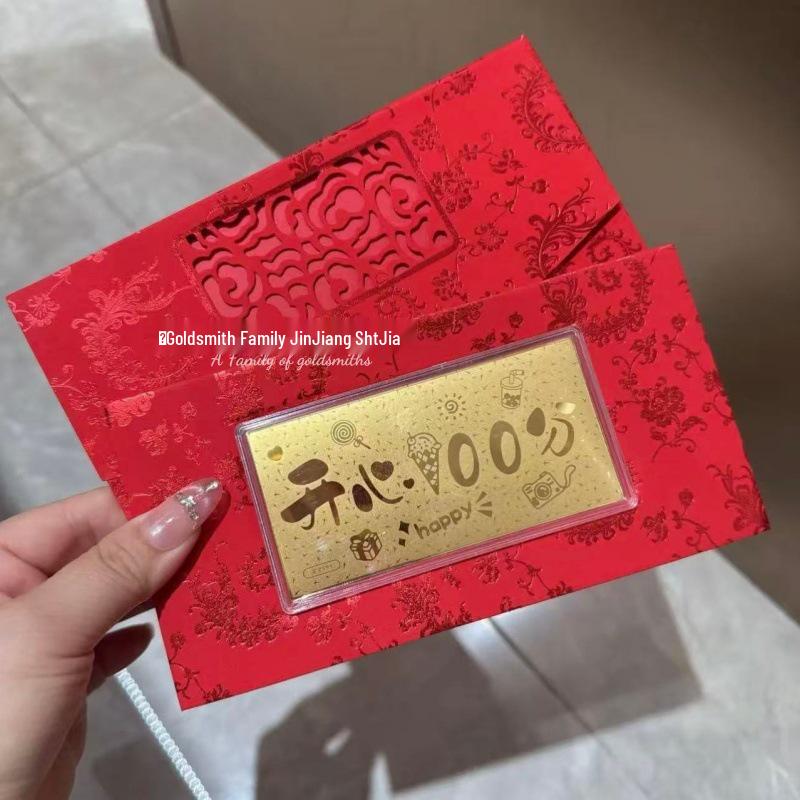 Goldsmith Family JinJiang ShtJia
A Family of goldsmiths
开心100分
happy